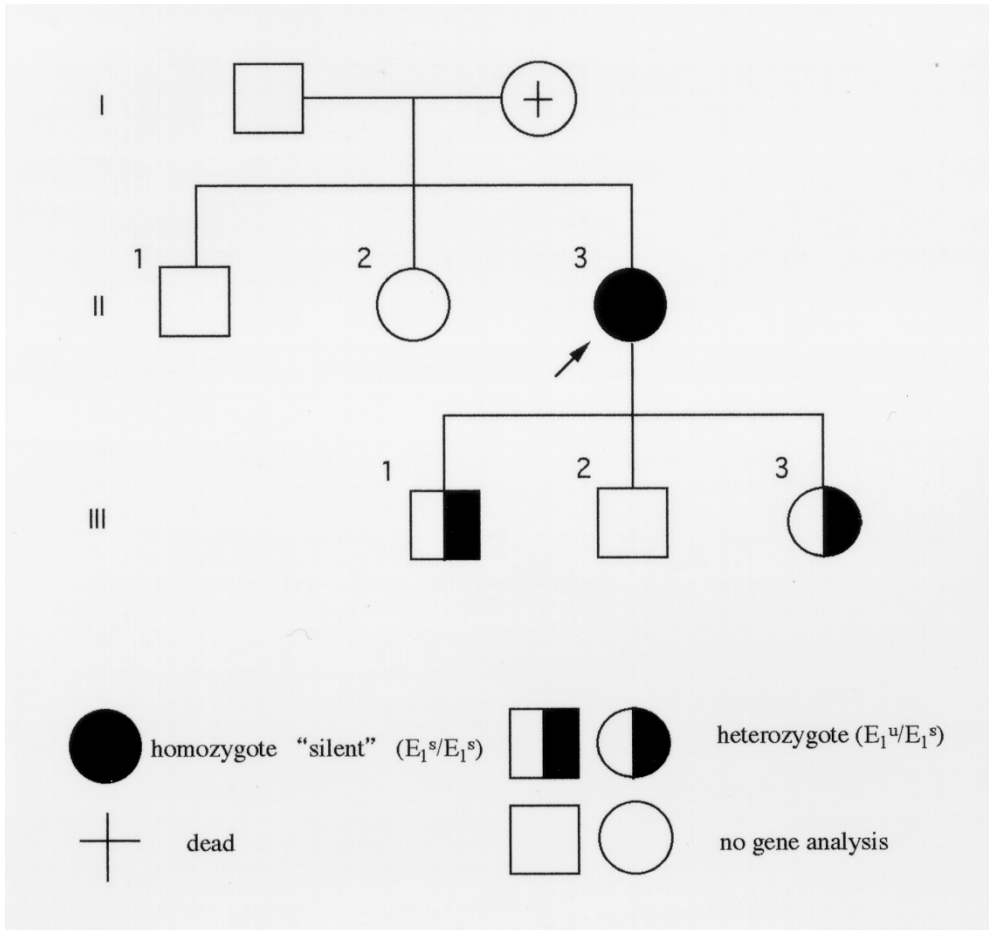 I
1 2 3
II
1 2 3
III
homozygote “silent” (E₁ˢ/E₁ˢ)
heterozygote (E₁ᵘ/E₁ˢ)
dead
no gene analysis